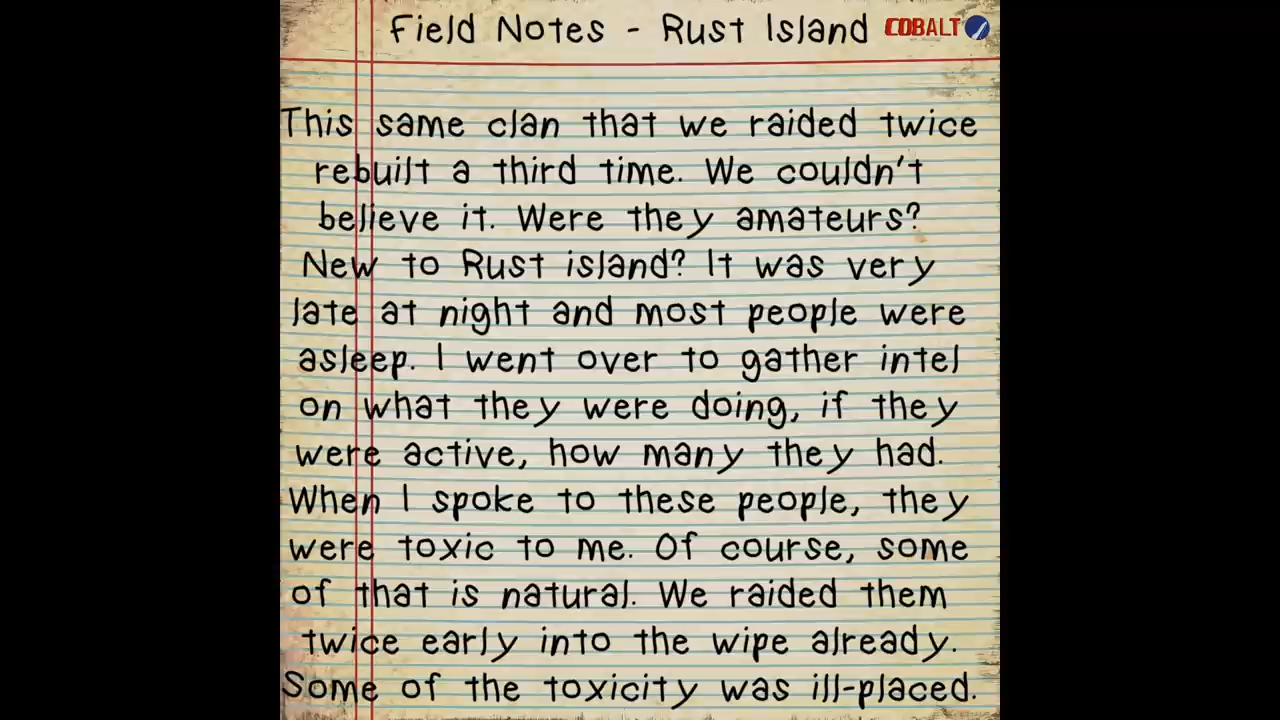 Field Notes - Rust Island COBALT
This same clan that we raided twice
rebuilt a third time. We couldn't
believe it. Were they amateurs?
New to Rust island? It was very
late at night and most people were
asleep. I went over to gather intel
on what they were doing, if they
were active, how many they had.
When I spoke to these people, they
were toxic to me. Of course, some
of that is natural. We raided them
twice early into the wipe already.
Some of the toxicity was ill-placed.